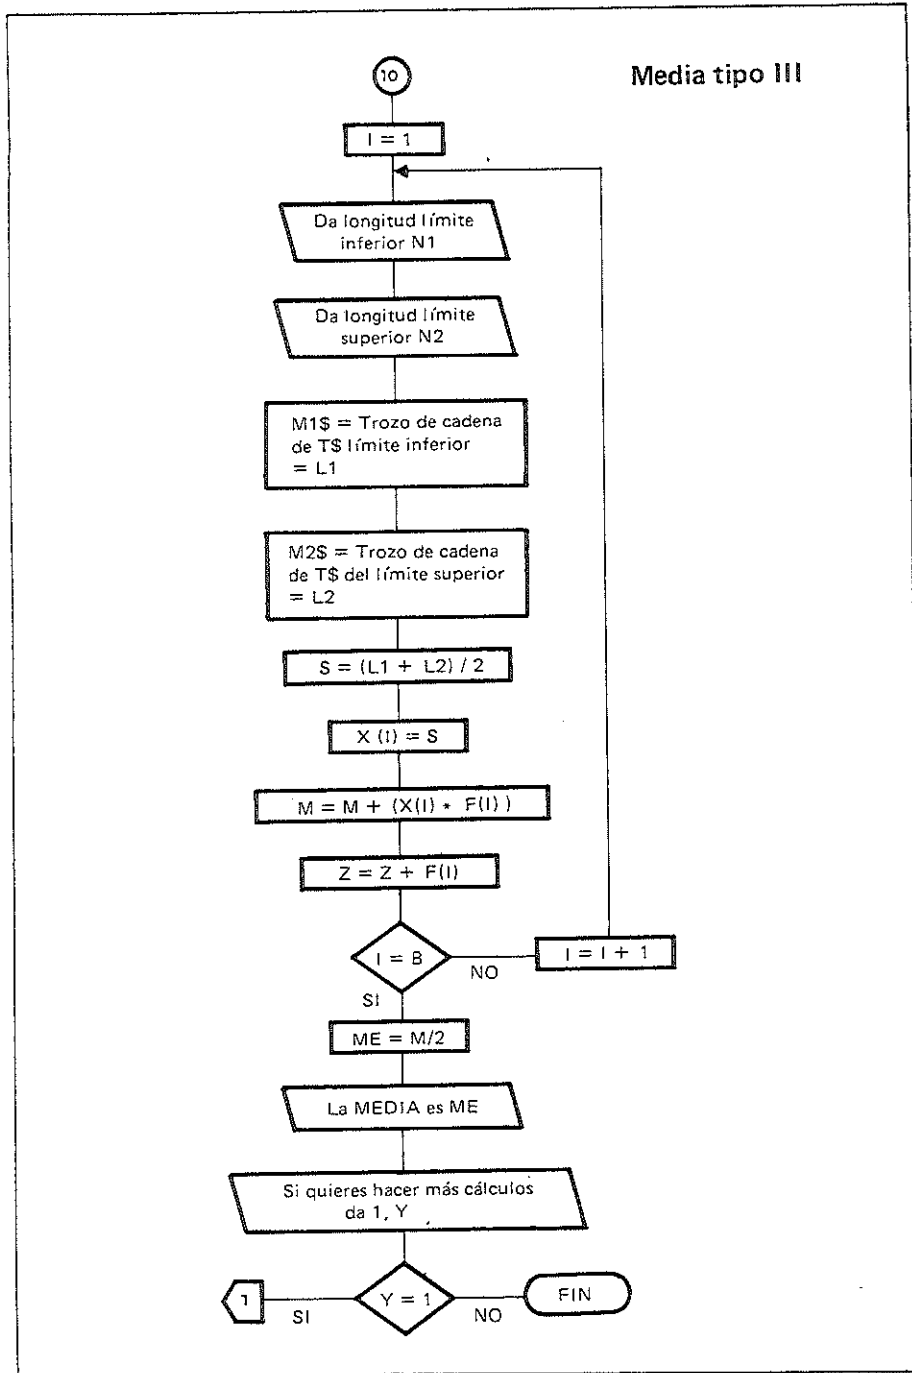 Media tipo III
10
I = 1
Da longitud límite
inferior N1
Da longitud límite
superior N2
M1$ = Trozo de cadena
de T$ límite inferior
= L1
M2$ = Trozo de cadena
de T$ del límite superior
= L2
S = (L1 + L2) / 2
X (I) = S
M = M + (X(I) * F(I) )
Z = Z + F(I)
I = B
NO
I = I + 1
SI
ME = M/2
La MEDIA es ME
Si quieres hacer más cálculos
da 1, Y
1
SI
Y = 1
NO
FIN